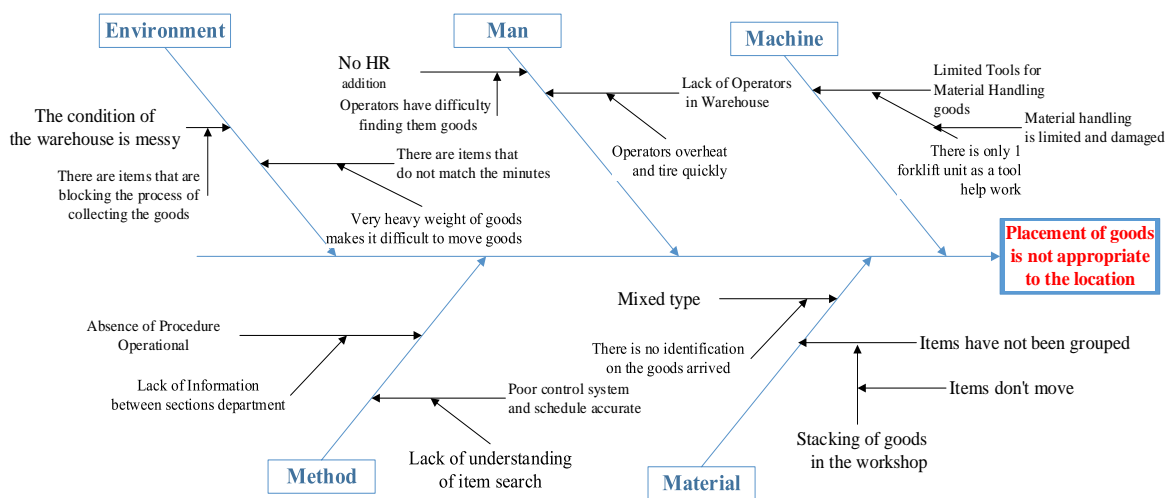 Environment
Man
Machine
No HR
addition
Operators have difficulty
finding them goods
Lack of Operators
in Warehouse
Operators overheat
and tire quickly
Limited Tools for
Material Handling
goods
Material handling
is limited and damaged
There is only 1
forklift unit as a tool
help work
The condition of
the warehouse is messy
There are items that are
blocking the process of
collecting the goods
There are items that
do not match the minutes
Very heavy weight of goods
makes it difficult to move goods
Placement of goods
is not appropriate
to the location
Absence of Procedure
Operational
Lack of Information
between sections department
Poor control system
and schedule accurate
Lack of understanding
of item search
Mixed type
There is no identification
on the goods arrived
Items have not been grouped
Items don't move
Stacking of goods
in the workshop
Method
Material